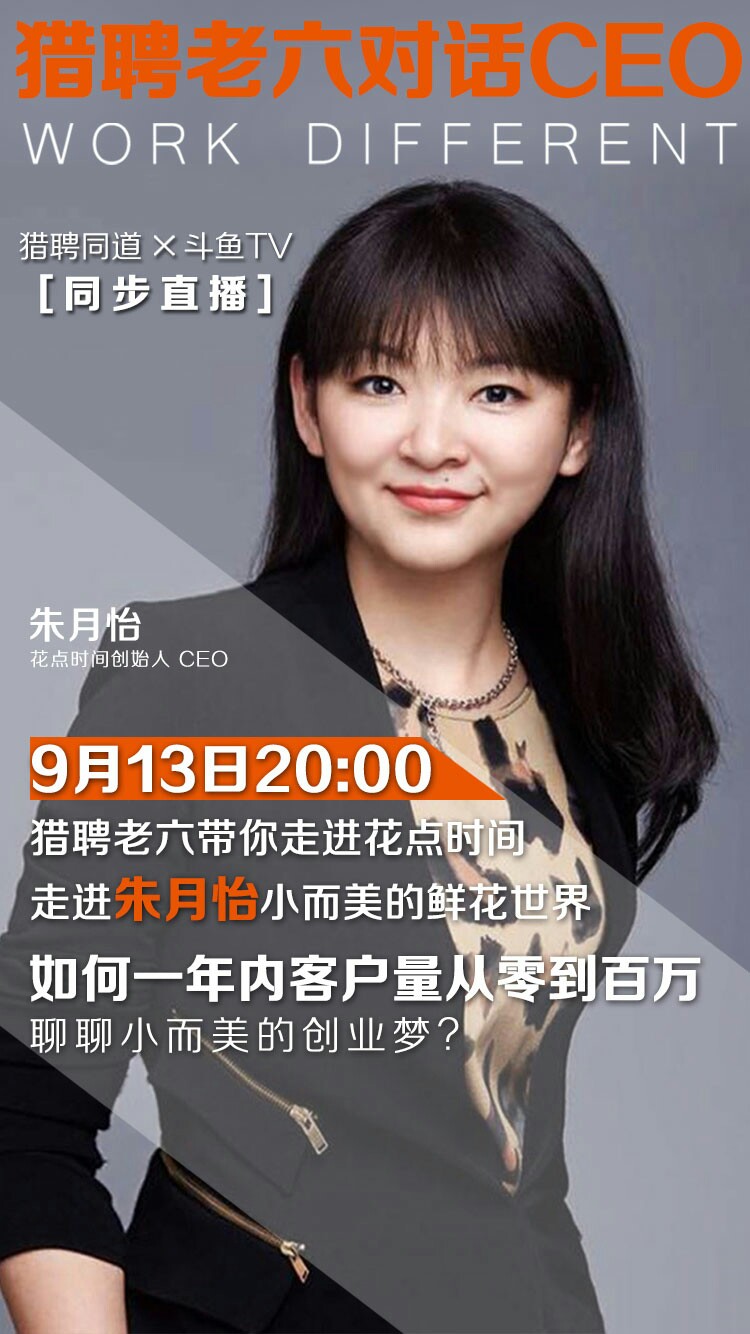 猎聘老六对话CEO
WORK DIFFERENT
猎聘同道 × 斗鱼TV
[同步直播]
朱月怡
花点时间创始人 CEO
9月13日20:00
猎聘老六带你走进花点时间
走进朱月怡小而美的鲜花世界
如何一年内客户量从零到百万
聊聊小而美的创业梦?